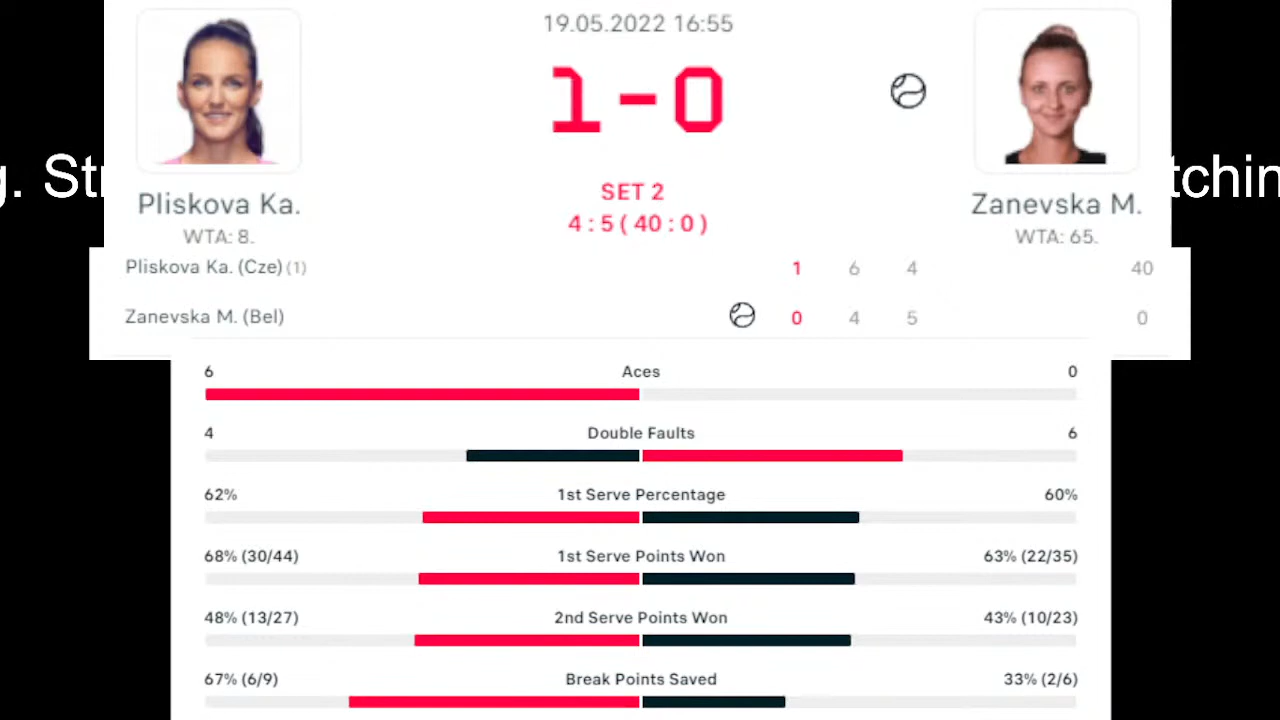 19.05.2022 16:55
1-0
g. Str
tchin
Pliskova Ka.
SET 2
Zanevska M.
WTA: 8.
4 : 5 ( 40 : 0 )
WTA: 65.
Pliskova Ka. (Cze) (1) 1 6 4 40
Zanevska M. (Bel) 0 4 5 0
6 Aces 0
4 Double Faults 6
62% 1st Serve Percentage 60%
68% (30/44) 1st Serve Points Won 63% (22/35)
48% (13/27) 2nd Serve Points Won 43% (10/23)
67% (6/9) Break Points Saved 33% (2/6)